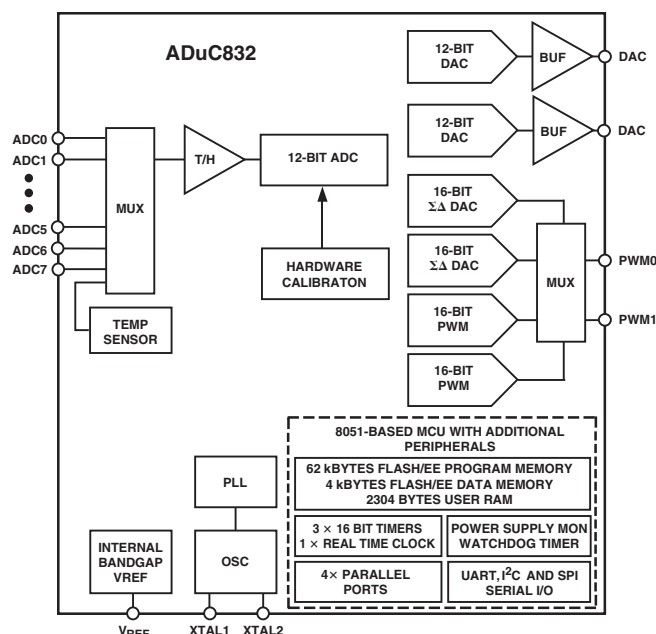 ADuC832
12-BIT
DAC
BUF
DAC
12-BIT
DAC
BUF
DAC
ADC0
ADC1
ADC5
ADC6
ADC7
MUX
T/H
12-BIT ADC
HARDWARE
CALIBRATON
TEMP
SENSOR
16-BIT
ΣΔ DAC
16-BIT
ΣΔ DAC
16-BIT
PWM
16-BIT
PWM
MUX
PWM0
PWM1
8051-BASED MCU WITH ADDITIONAL
PERIPHERALS
62 kBYTES FLASH/EE PROGRAM MEMORY
4 kBYTES FLASH/EE DATA MEMORY
2304 BYTES USER RAM
3 × 16 BIT TIMERS
1 × REAL TIME CLOCK
POWER SUPPLY MON
WATCHDOG TIMER
4× PARALLEL
PORTS
UART, I²C AND SPI
SERIAL I/O
PLL
OSC
INTERNAL
BANDGAP
VREF
VREF
XTAL1
XTAL2